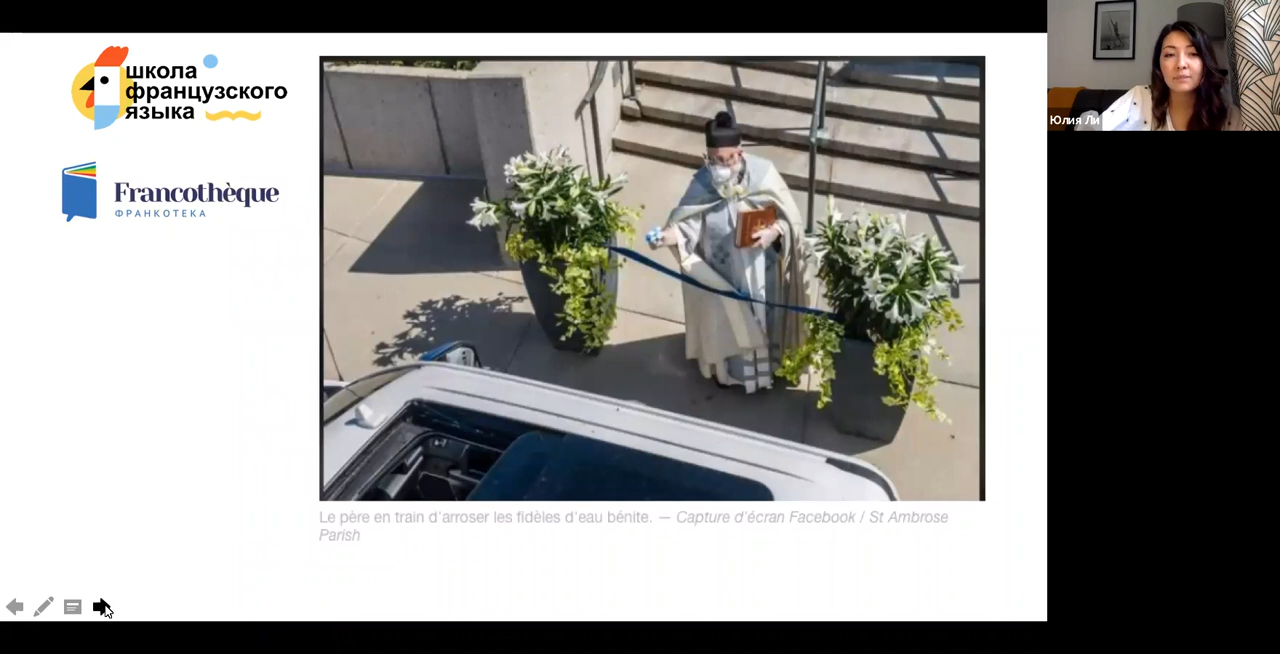 школа
французского
языка
Francothèque
ФРАНКОТЕКА
Le père en train d'arroser les fidèles d'eau bénite. — Capture d'écran Facebook / St Ambrose
Parish
Юлия Ли